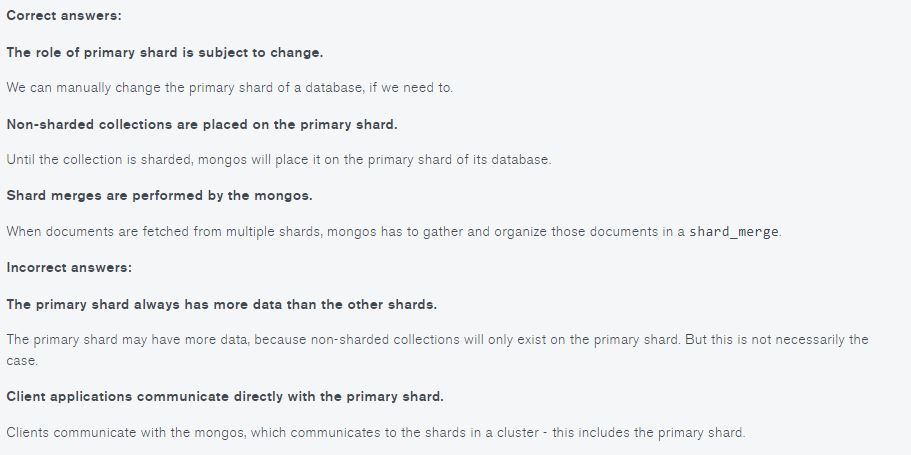 Correct answers:
The role of primary shard is subject to change.
We can manually change the primary shard of a database, if we need to.
Non-sharded collections are placed on the primary shard.
Until the collection is sharded, mongos will place it on the primary shard of its database.
Shard merges are performed by the mongos.
When documents are fetched from multiple shards, mongos has to gather and organize those documents in a shard_merge.
Incorrect answers:
The primary shard always has more data than the other shards.
The primary shard may have more data, because non-sharded collections will only exist on the primary shard. But this is not necessarily the
case.
Client applications communicate directly with the primary shard.
Clients communicate with the mongos, which communicates to the shards in a cluster - this includes the primary shard.